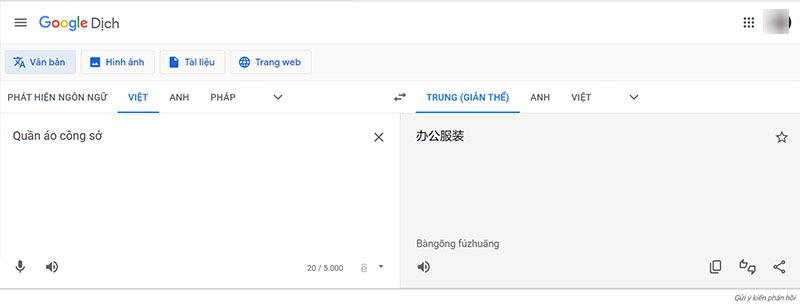 Google Dịch
Văn bản Hình ảnh Tài liệu Trang web
PHÁT HIỆN NGÔN NGỮ VIỆT ANH PHÁP TRUNG (GIẢN THỂ) ANH VIỆT
Quần áo công sở
办公服装
Bàngōng fúzhuāng
20 / 5.000
Gửi ý kiến phản hồi